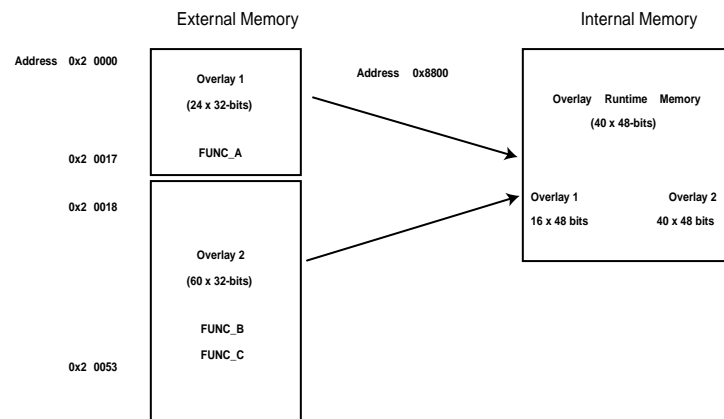 External Memory
Internal Memory
Address 0x2 0000
Overlay 1
(24 x 32-bits)
FUNC_A
0x2 0017
0x2 0018
Overlay 2
(60 x 32-bits)
FUNC_B
FUNC_C
0x2 0053
Address 0x8800
Overlay Runtime Memory
(40 x 48-bits)
Overlay 1
16 x 48 bits
Overlay 2
40 x 48 bits